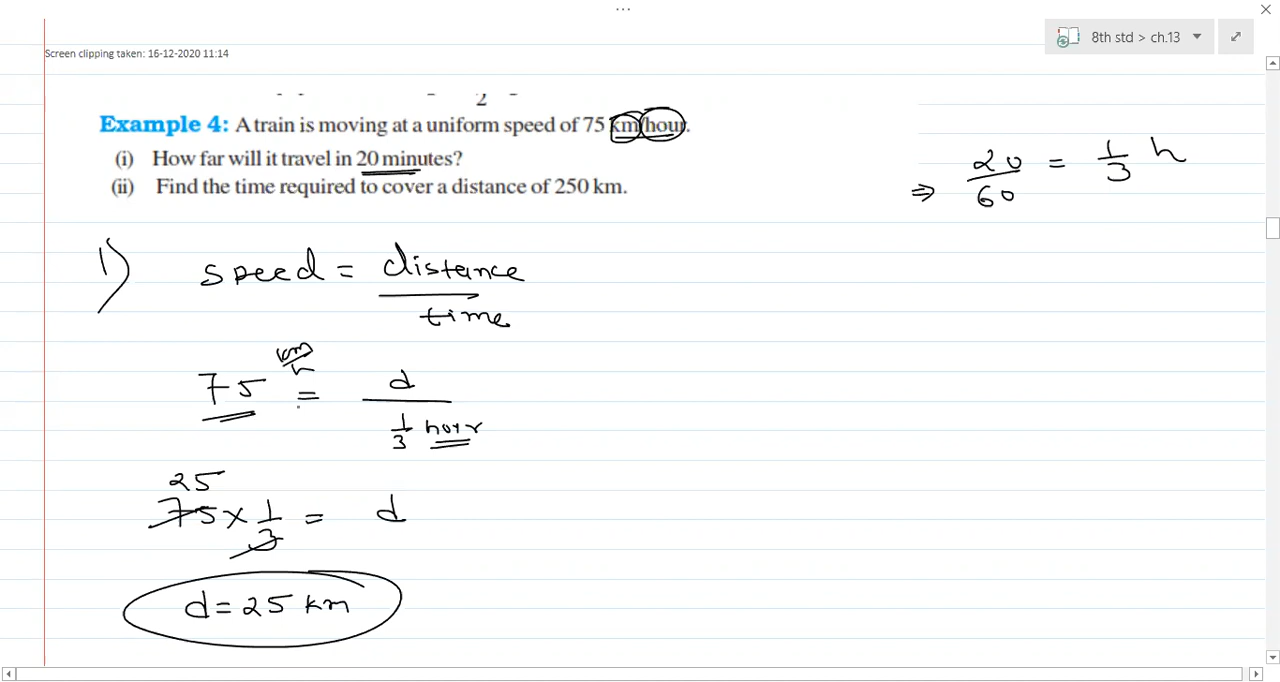 ...
8th std > ch.13
Screen clipping taken: 16-12-2020 11:14
2
Example 4: A train is moving at a uniform speed of 75 km/hour.
(i) How far will it travel in 20 minutes?
(ii) Find the time required to cover a distance of 250 km.
⇒ 20/60 = 1/3 h
1) speed = distance/time
75 km/h = d/(1/3 hour)
25
75 x 1/3 = d
d = 25 km